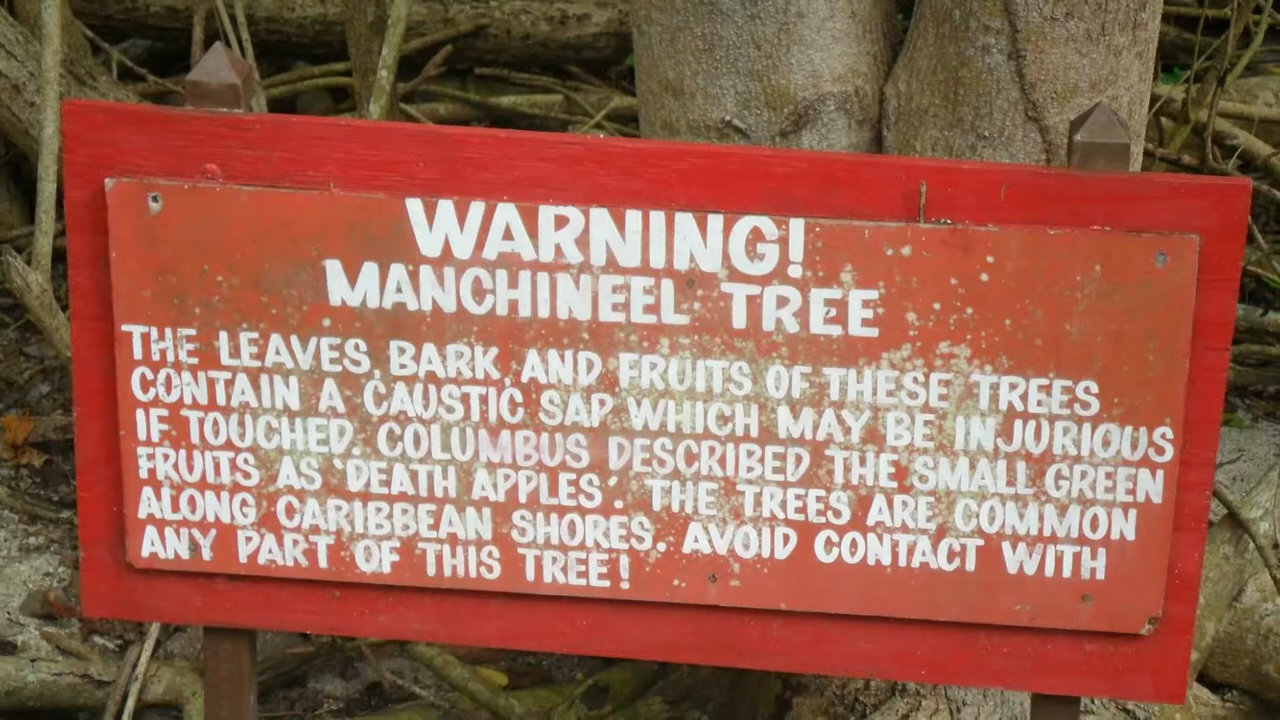 WARNING!
MANCHINEEL TREE
THE LEAVES, BARK, AND FRUITS OF THESE TREES
CONTAIN A CAUSTIC SAP WHICH MAY BE INJURIOUS
IF TOUCHED. COLUMBUS DESCRIBED THE SMALL GREEN
FRUITS AS 'DEATH APPLES'. THE TREES ARE COMMON
ALONG CARIBBEAN SHORES. AVOID CONTACT WITH
ANY PART OF THIS TREE!